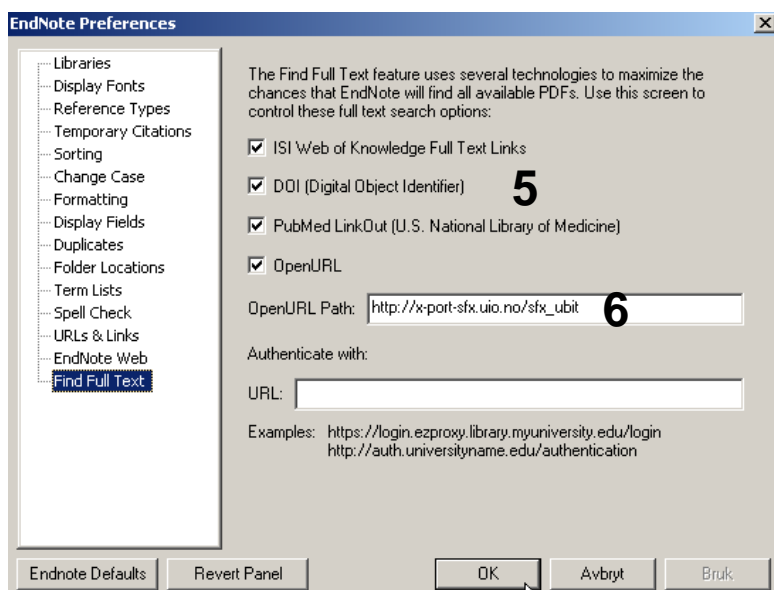 EndNote Preferences
Libraries
Display Fonts
Reference Types
Temporary Citations
Sorting
Change Case
Formatting
Display Fields
Duplicates
Folder Locations
Term Lists
Spell Check
URLs & Links
EndNote Web
Find Full Text
The Find Full Text feature uses several technologies to maximize the
chances that EndNote will find all available PDFs. Use this screen to
control these full text search options:
ISI Web of Knowledge Full Text Links
DOI (Digital Object Identifier) 5
PubMed LinkOut (U.S. National Library of Medicine)
OpenURL
OpenURL Path: http://x-port-sfx.uio.no/sfx_ubit 6
Authenticate with:
URL:
Examples: https://login.ezproxy.library.myuniversity.edu/login
http://auth.universityname.edu/authentication
Endnote Defaults Revert Panel OK Avbryt Bruk